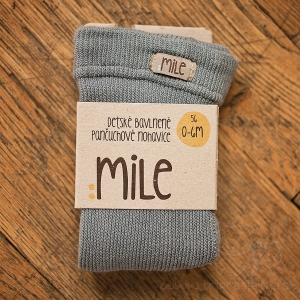 mile
DETSKÉ BAVLNENÉ
PANČUCHOVÉ NOHAVICE
56
0-6M
:mile